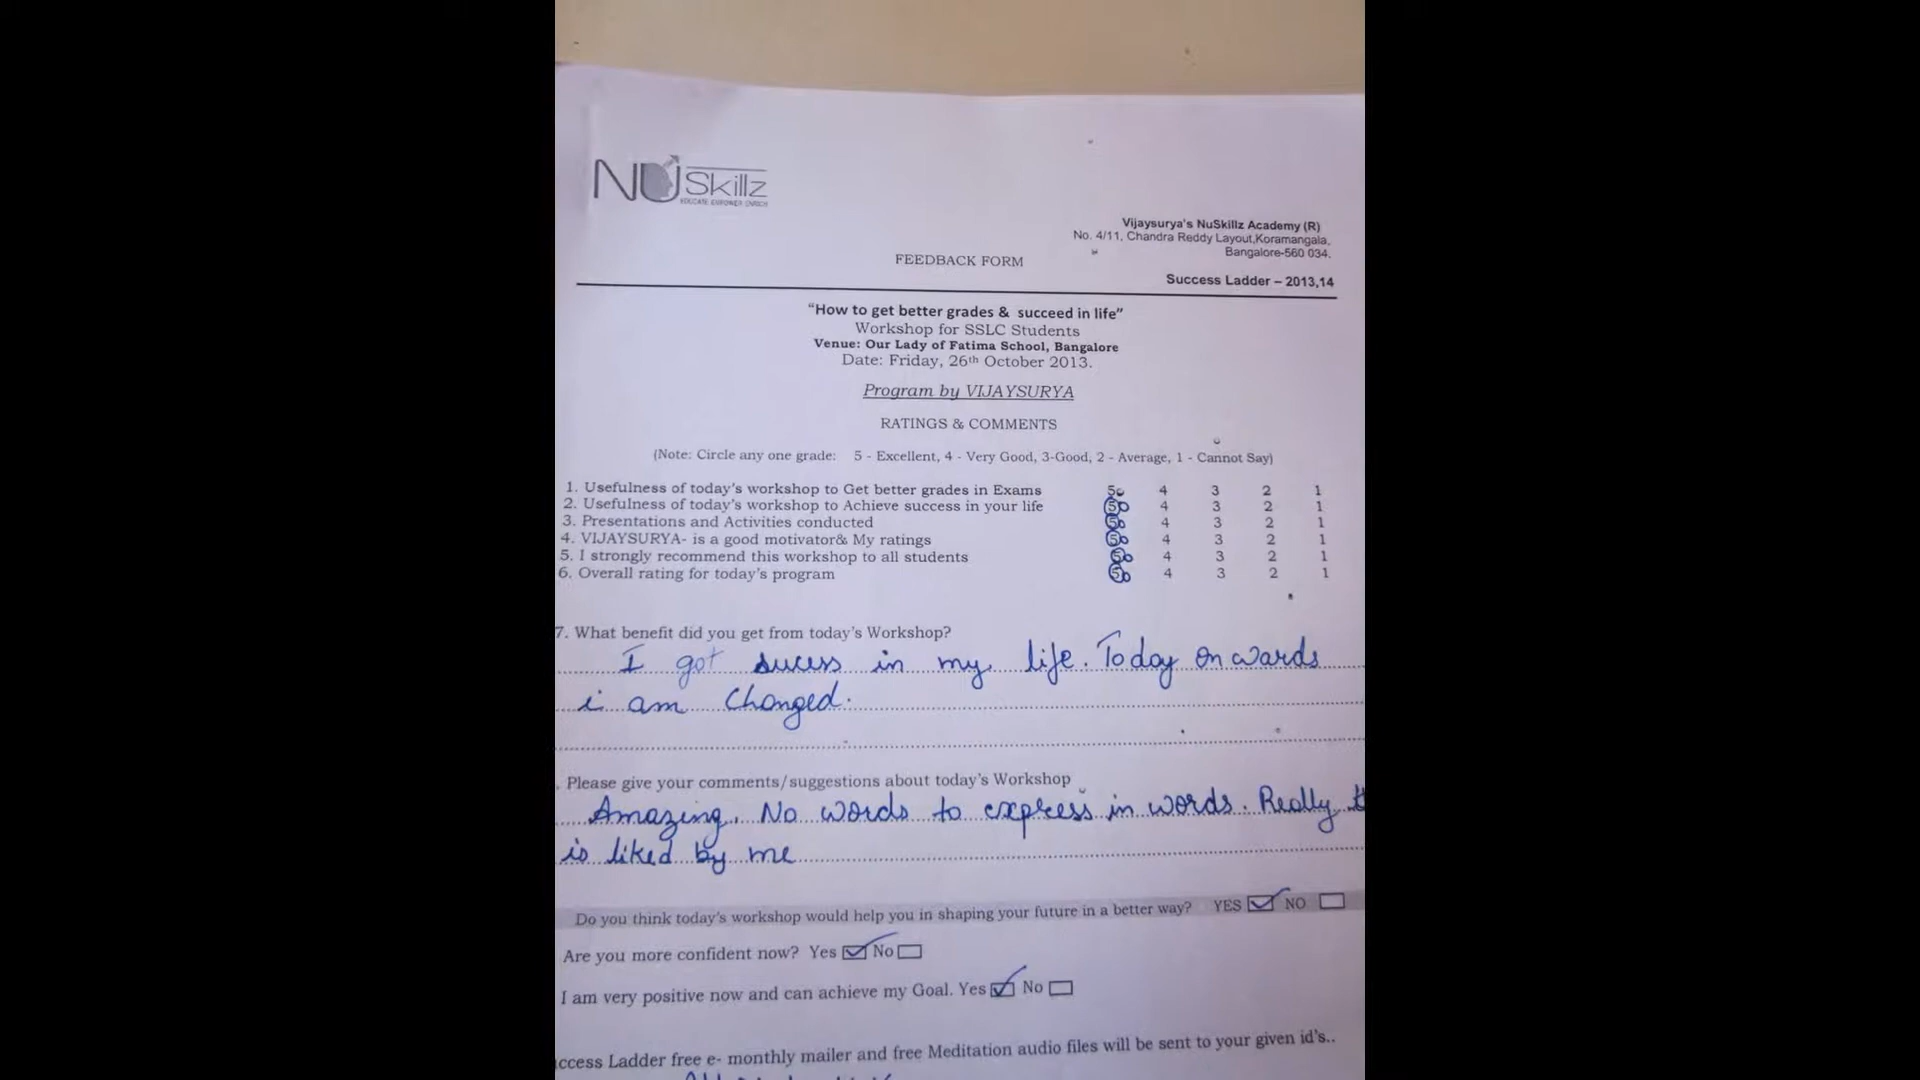 NU Skillz
EDUCATE EMPOWER ENRICH
Vijaysurya's NuSkillz Academy (R)
No. 4/11, Chandra Reddy Layout,Koramangala,
Bangalore-560 034.
FEEDBACK FORM
Success Ladder – 2013,14
"How to get better grades & succeed in life"
Workshop for SSLC Students
Venue: Our Lady of Fatima School, Bangalore
Date: Friday, 26th October 2013.
Program by VIJAYSURYA
RATINGS & COMMENTS
(Note: Circle any one grade: 5 - Excellent, 4 - Very Good, 3-Good, 2 - Average, 1 - Cannot Say)
1. Usefulness of today's workshop to Get better grades in Exams 5 4 3 2 1
2. Usefulness of today's workshop to Achieve success in your life 5 4 3 2 1
3. Presentations and Activities conducted 5 4 3 2 1
4. VIJAYSURYA- is a good motivator& My ratings 5 4 3 2 1
5. I strongly recommend this workshop to all students 5 4 3 2 1
6. Overall rating for today's program 5 4 3 2 1
7. What benefit did you get from today's Workshop?
I got sucess in my life. Today onwards
i am changed.
. Please give your comments/suggestions about today's Workshop
Amazing. No words to express in words. Really
is liked by me
Do you think today's workshop would help you in shaping your future in a better way? YES NO
Are you more confident now? Yes No
I am very positive now and can achieve my Goal. Yes No
ccess Ladder free e- monthly mailer and free Meditation audio files will be sent to your given id's..